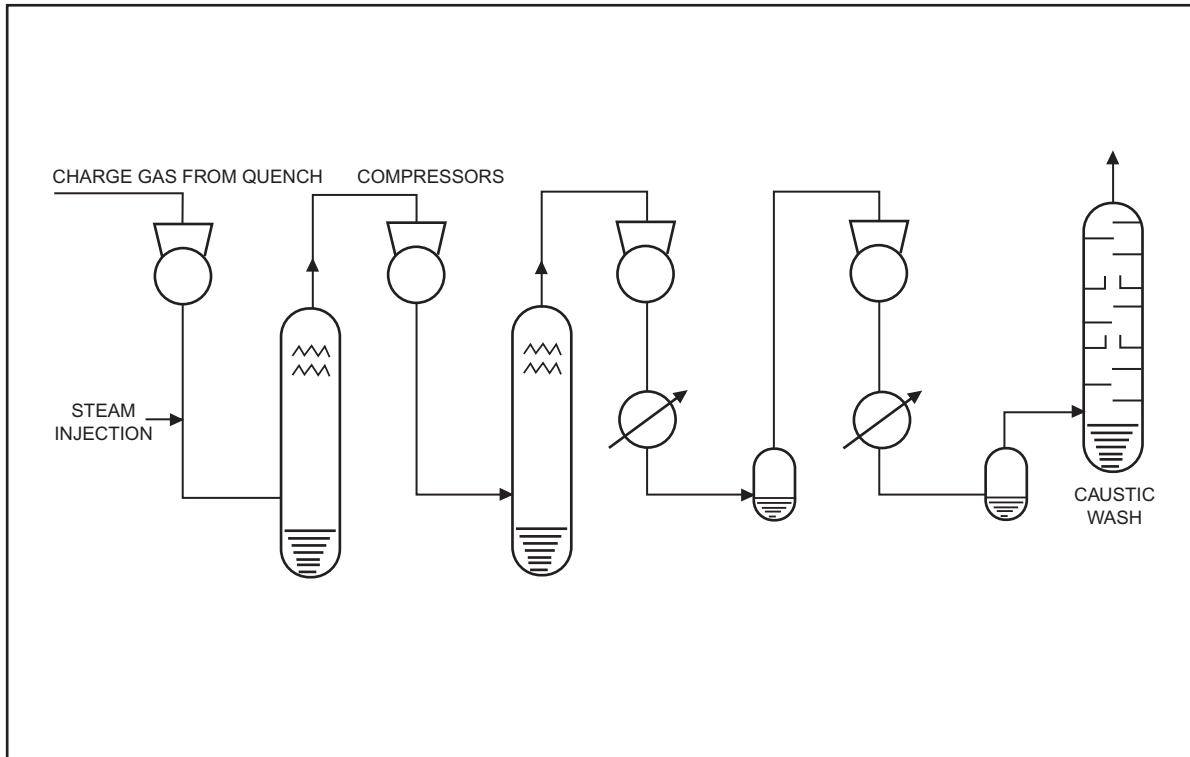 CHARGE GAS FROM QUENCH
COMPRESSORS
STEAM
INJECTION
CAUSTIC
WASH